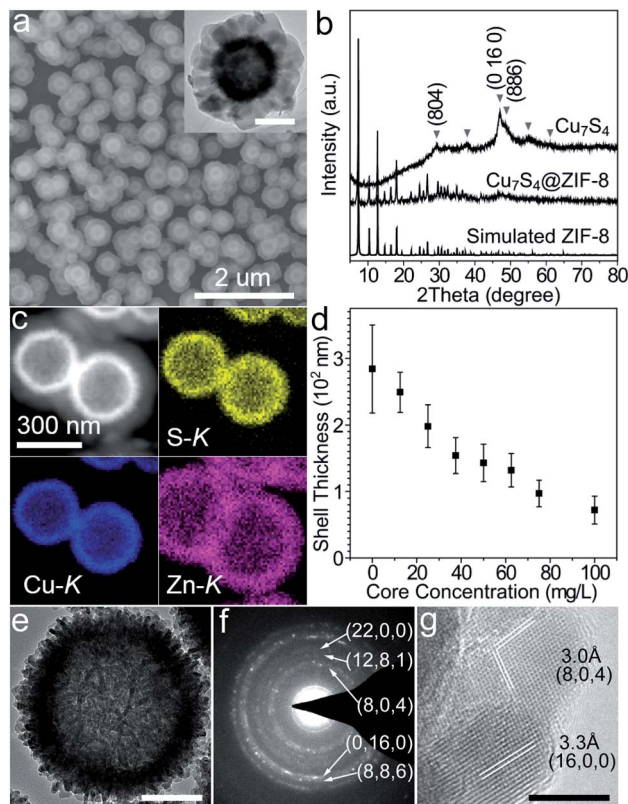 a
2 um
b
Intensity (a.u.)
(804)
(0 16 0)
(886)
Cu₇S₄
Cu₇S₄@ZIF-8
Simulated ZIF-8
10 20 30 40 50 60 70 80
2Theta (degree)
c
300 nm
S-K
Cu-K
Zn-K
d
Shell Thickness (10² nm)
3
2
1
0
0 20 40 60 80 100
Core Concentration (mg/L)
e
f
(22,0,0)
(12,8,1)
(8,0,4)
(0,16,0)
(8,8,6)
g
3.0Å
(8,0,4)
3.3Å
(16,0,0)